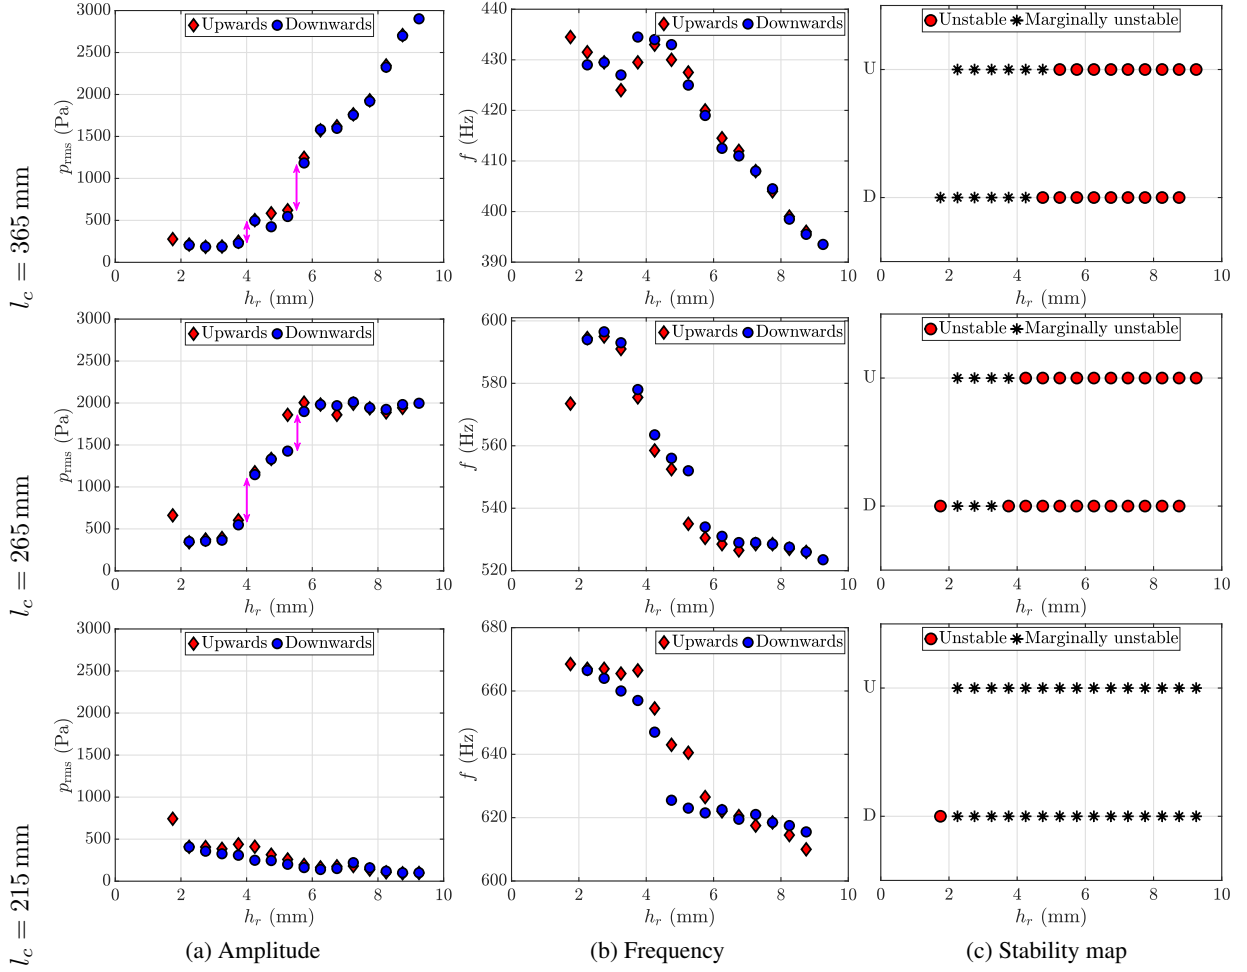 l_c = 365 mm
3000
2500
2000
1500
1000
500
0
p_rms (Pa)
Upwards Downwards
0 2 4 6 8 10
h_r (mm)
440
430
420
410
400
390
f (Hz)
Upwards Downwards
0 2 4 6 8 10
h_r (mm)
Unstable Marginally unstable
U
D
0 2 4 6 8 10
h_r (mm)
l_c = 265 mm
3000
2500
2000
1500
1000
500
0
p_rms (Pa)
Upwards Downwards
0 2 4 6 8 10
h_r (mm)
600
580
560
540
520
f (Hz)
Upwards Downwards
0 2 4 6 8 10
h_r (mm)
Unstable Marginally unstable
U
D
0 2 4 6 8 10
h_r (mm)
l_c = 215 mm
3000
2500
2000
1500
1000
500
0
p_rms (Pa)
Upwards Downwards
0 2 4 6 8 10
h_r (mm)
680
660
640
620
600
f (Hz)
Upwards Downwards
0 2 4 6 8 10
h_r (mm)
Unstable Marginally unstable
U
D
0 2 4 6 8 10
h_r (mm)
(a) Amplitude
(b) Frequency
(c) Stability map